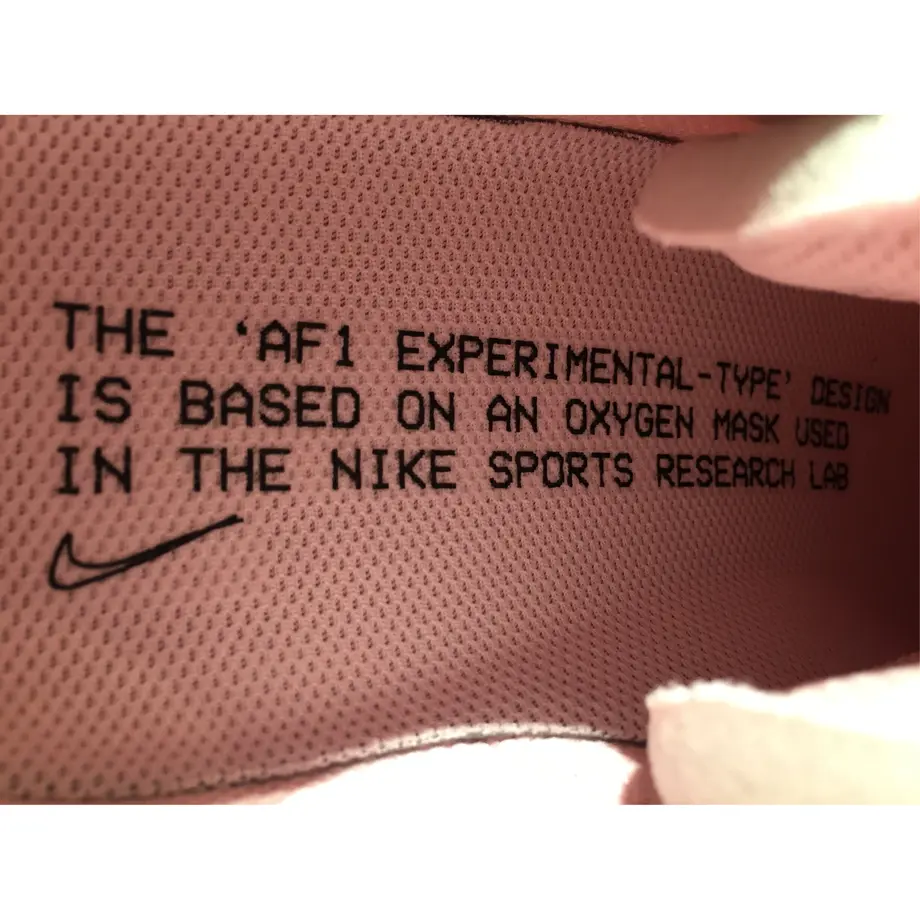 THE ‘AF1 EXPERIMENTAL-TYPE’ DESIGN
IS BASED ON AN OXYGEN MASK USED
IN THE NIKE SPORTS RESEARCH LAB